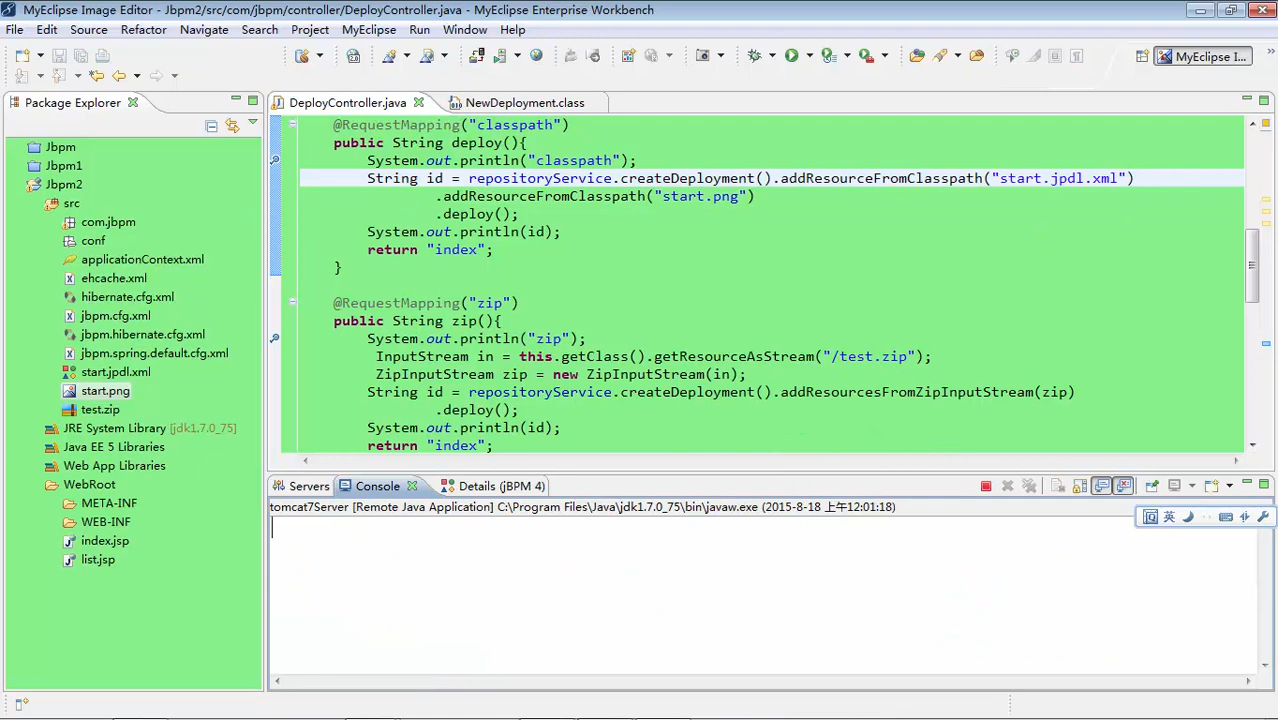 MyEclipse Image Editor - Jbpm2/src/com/jbpm/controller/DeployController.java - MyEclipse Enterprise Workbench
File Edit Source Refactor Navigate Search Project MyEclipse Run Window Help
MyEclipse I...
Package Explorer
Jbpm
Jbpm1
Jbpm2
src
com.jbpm
conf
applicationContext.xml
ehcache.xml
hibernate.cfg.xml
jbpm.cfg.xml
jbpm.hibernate.cfg.xml
jbpm.spring.default.cfg.xml
start.jpdl.xml
start.png
test.zip
JRE System Library [jdk1.7.0_75]
Java EE 5 Libraries
Web App Libraries
WebRoot
META-INF
WEB-INF
index.jsp
list.jsp
DeployController.java NewDeployment.class
@RequestMapping("classpath")
public String deploy(){
System.out.println("classpath");
String id = repositoryService.createDeployment().addResourceFromClasspath("start.jpdl.xml")
.addResourceFromClasspath("start.png")
.deploy();
System.out.println(id);
return "index";
}
@RequestMapping("zip")
public String zip(){
System.out.println("zip");
InputStream in = this.getClass().getResourceAsStream("/test.zip");
ZipInputStream zip = new ZipInputStream(in);
String id = repositoryService.createDeployment().addResourcesFromZipInputStream(zip)
.deploy();
System.out.println(id);
return "index";
Servers Console Details (jBPM 4)
tomcat7Server [Remote Java Application] C:\Program Files\Java\jdk1.7.0_75\bin\javaw.exe (2015-8-18 上午12:01:18)
英